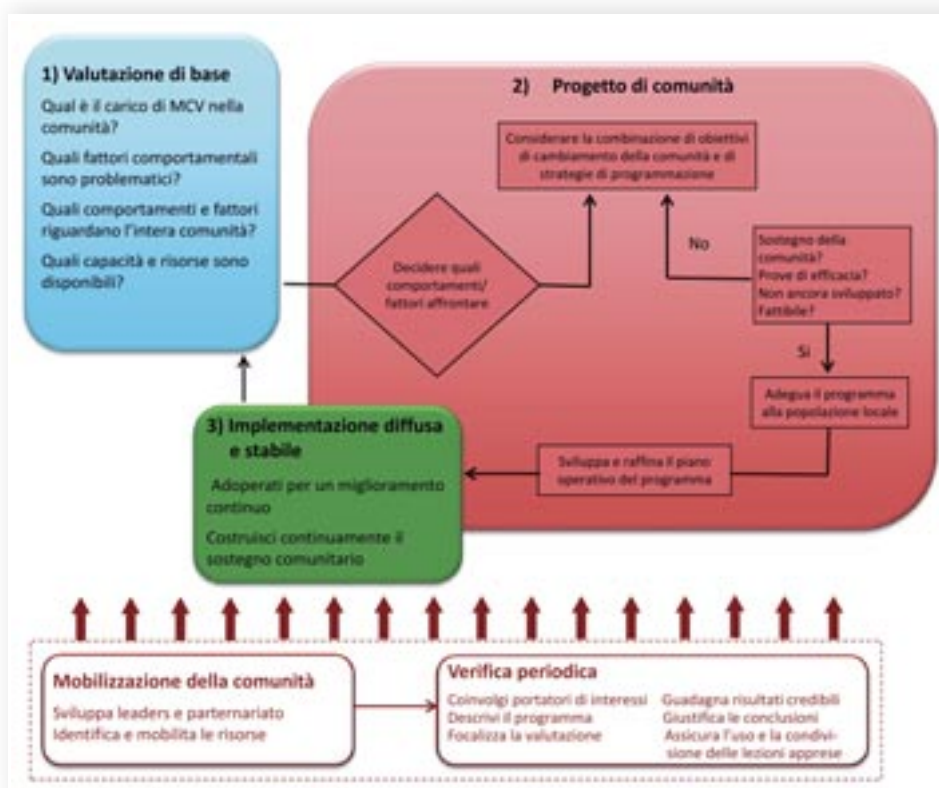 1) Valutazione di base
Qual è il carico di MCV nella
comunità?
Quali fattori comportamentali
sono problematici?
Quali comportamenti e fattori
riguardano l'intera comunità?
Quali capacità e risorse sono
disponibili?
2) Progetto di comunità
Considerare la combinazione di obiettivi
di cambiamento della comunità e di
strategie di programmazione
Decidere quali
comportamenti/
fattori affrontare
No
Sostegno della
comunità?
Prove di efficacia?
Non ancora sviluppato?
Fattibile?
Si
Adegua il programma
alla popolazione locale
Sviluppa e raffina il piano
operativo del programma
3) Implementazione diffusa
e stabile
Adoperati per un miglioramento
continuo
Costruisci continuamente il
sostegno comunitario
Mobilizzazione della comunità
Sviluppa leaders e parternariato
Identifica e mobilita le risorse
Verifica periodica
Coinvolgi portatori di interessi
Descrivi il programma
Focalizza la valutazione
Guadagna risultati credibili
Giustifica le conclusioni
Assicura l'uso e la condivi-
sione delle lezioni apprese